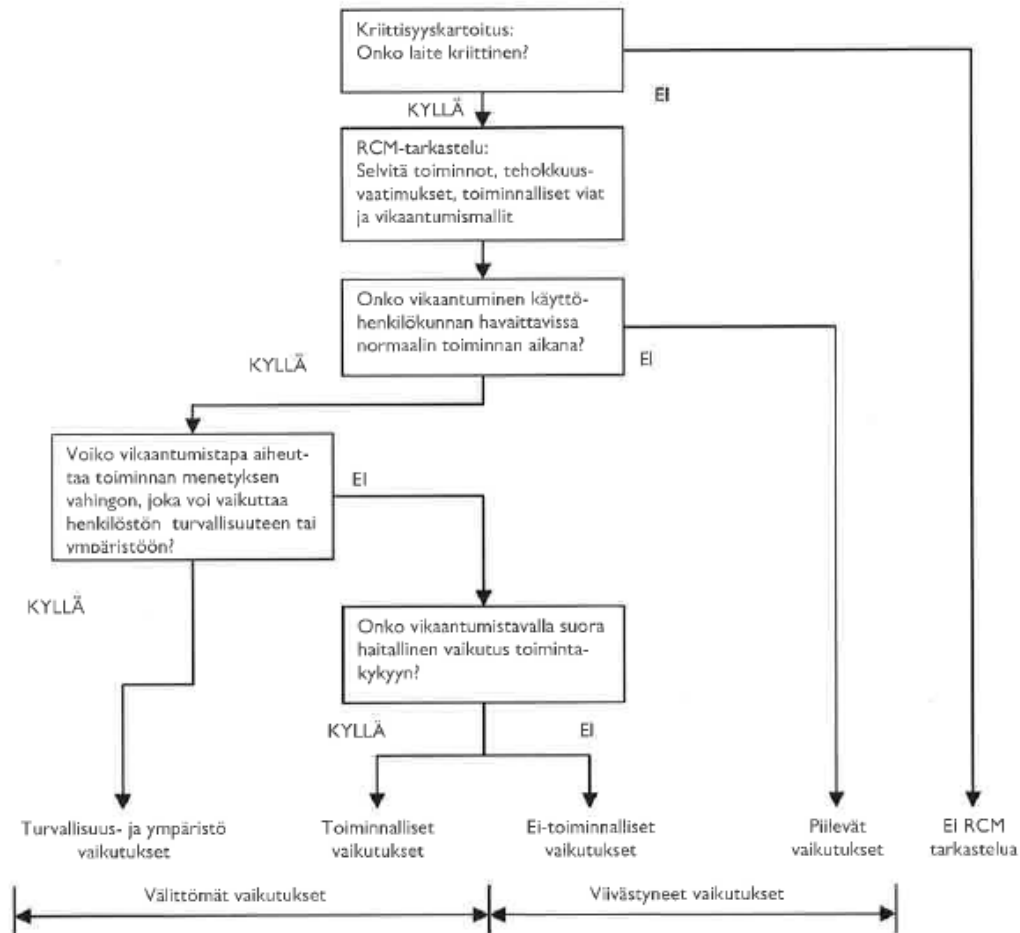 Kriittisyyskartoitus:
Onko laite kriittinen?
EI
KYLLÄ
RCM-tarkastelu:
Selvitä toiminnot, tehokkuus-
vaatimukset, toiminnalliset viat
ja vikaantumismallit
Onko vikaantuminen käyttö-
henkilökunnan havaittavissa
normaalin toiminnan aikana?
EI
KYLLÄ
Voiko vikaantumistapa aiheut-
taa toiminnan menetyksen
vahingon, joka voi vaikuttaa
henkilöstön turvallisuuteen tai
ympäristöön?
EI
KYLLÄ
Onko vikaantumistavalla suora
haitallinen vaikutus toiminta-
kykyyn?
KYLLÄ
EI
Turvallisuus- ja ympäristö
vaikutukset
Toiminnalliset
vaikutukset
Ei-toiminnalliset
vaikutukset
Piilevät
vaikutukset
EI RCM
tarkastelua
Välittömät vaikutukset
Viivästyneet vaikutukset